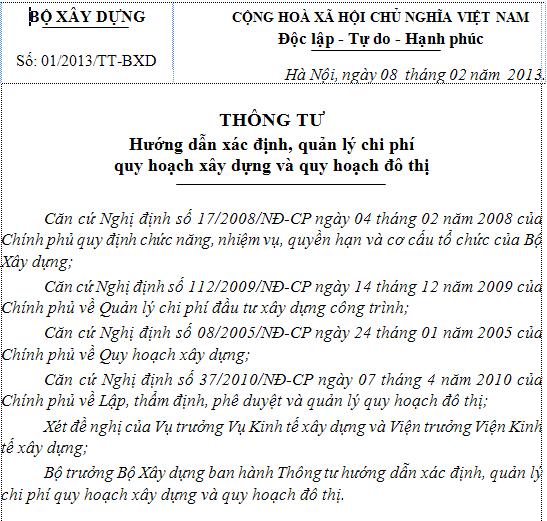 BỘ XÂY DỰNG
CỘNG HOÀ XÃ HỘI CHỦ NGHĨA VIỆT NAM
Độc lập - Tự do - Hạnh phúc
Số: 01/2013/TT-BXD
Hà Nội, ngày 08 tháng 02 năm 2013.
THÔNG TƯ
Hướng dẫn xác định, quản lý chi phí
quy hoạch xây dựng và quy hoạch đô thị
Căn cứ Nghị định số 17/2008/NĐ-CP ngày 04 tháng 02 năm 2008 của
Chính phủ quy định chức năng, nhiệm vụ, quyền hạn và cơ cấu tổ chức của Bộ
Xây dựng;
Căn cứ Nghị định số 112/2009/NĐ-CP ngày 14 tháng 12 năm 2009 của
Chính phủ về Quản lý chi phí đầu tư xây dựng công trình;
Căn cứ Nghị định số 08/2005/NĐ-CP ngày 24 tháng 01 năm 2005 của
Chính phủ về Quy hoạch xây dựng;
Căn cứ Nghị định số 37/2010/NĐ-CP ngày 07 tháng 4 năm 2010 của
Chính phủ về Lập, thẩm định, phê duyệt và quản lý quy hoạch đô thị;
Xét đề nghị của Vụ trưởng Vụ Kinh tế xây dựng và Viện trưởng Viện Kinh
tế xây dựng;
Bộ trưởng Bộ Xây dựng ban hành Thông tư hướng dẫn xác định, quản lý
chi phí quy hoạch xây dựng và quy hoạch đô thị.